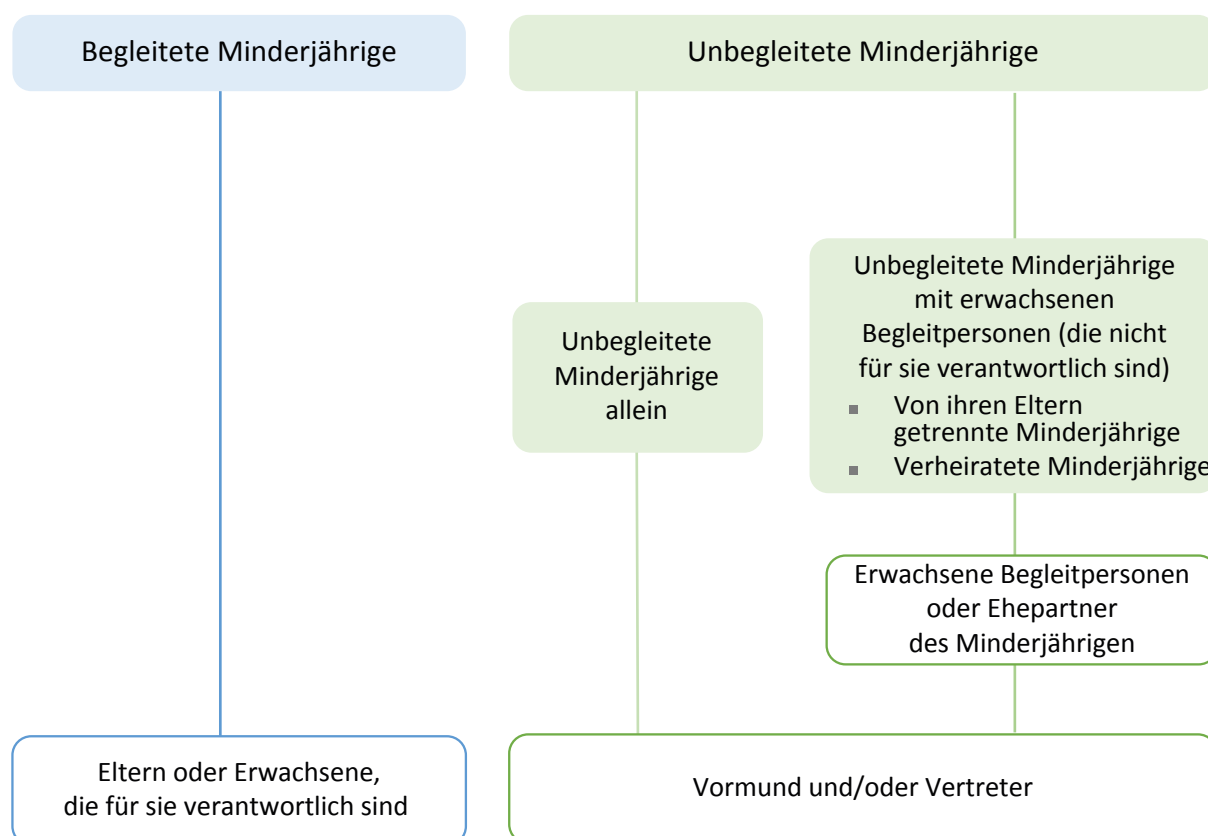 Begleitete Minderjährige
Unbegleitete Minderjährige
Unbegleitete
Minderjährige
allein
Unbegleitete Minderjährige
mit erwachsenen
Begleitpersonen (die nicht
für sie verantwortlich sind)
▪ Von ihren Eltern
getrennte Minderjährige
▪ Verheiratete Minderjährige
Erwachsene Begleitpersonen
oder Ehepartner
des Minderjährigen
Eltern oder Erwachsene,
die für sie verantwortlich sind
Vormund und/oder Vertreter